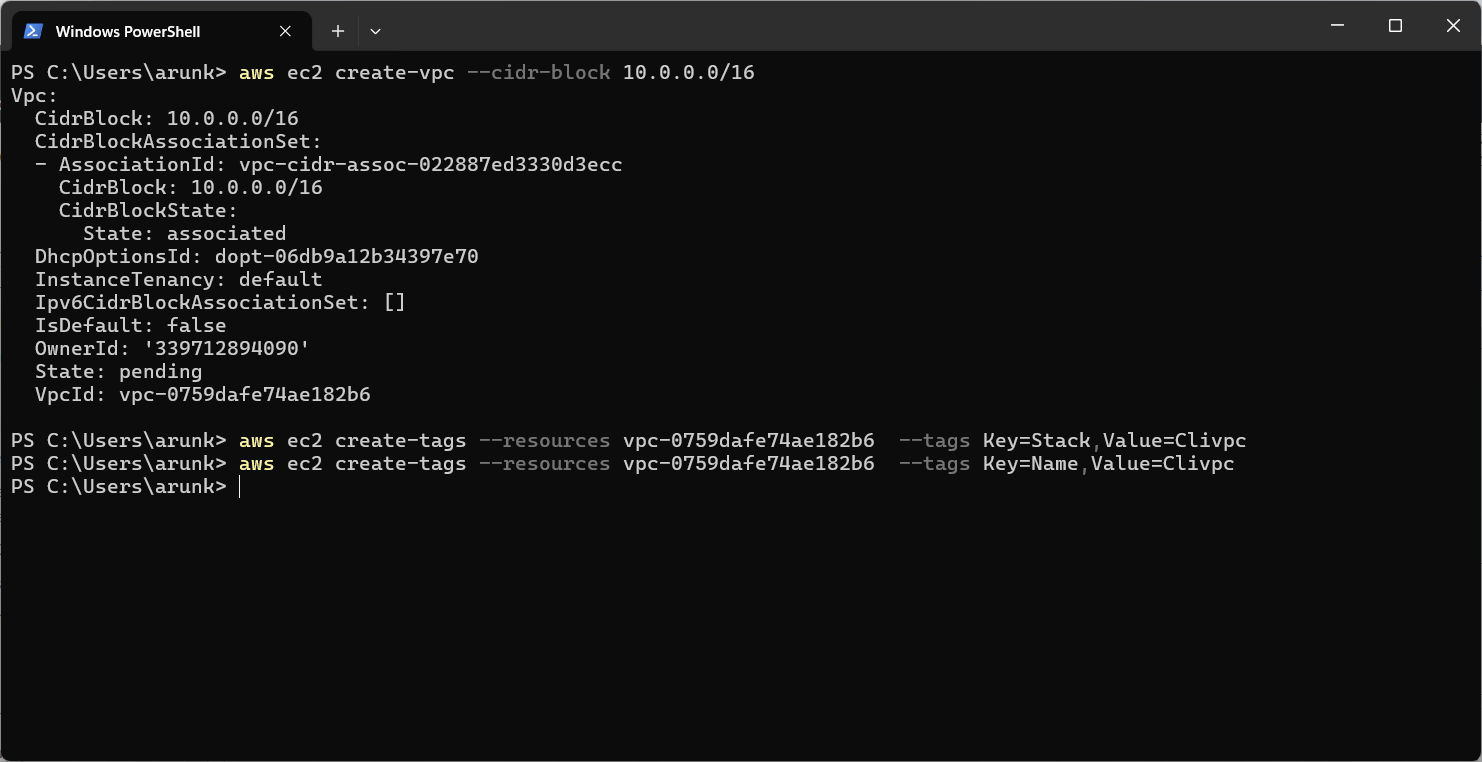 Windows PowerShell
PS C:\Users\arunk> aws ec2 create-vpc --cidr-block 10.0.0.0/16
Vpc:
  CidrBlock: 10.0.0.0/16
  CidrBlockAssociationSet:
  - AssociationId: vpc-cidr-assoc-022887ed3330d3ecc
    CidrBlock: 10.0.0.0/16
    CidrBlockState:
      State: associated
  DhcpOptionsId: dopt-06db9a12b34397e70
  InstanceTenancy: default
  Ipv6CidrBlockAssociationSet: []
  IsDefault: false
  OwnerId: '339712894090'
  State: pending
  VpcId: vpc-0759dafe74ae182b6
PS C:\Users\arunk> aws ec2 create-tags --resources vpc-0759dafe74ae182b6  --tags Key=Stack,Value=Clivpc
PS C:\Users\arunk> aws ec2 create-tags --resources vpc-0759dafe74ae182b6  --tags Key=Name,Value=Clivpc
PS C:\Users\arunk>